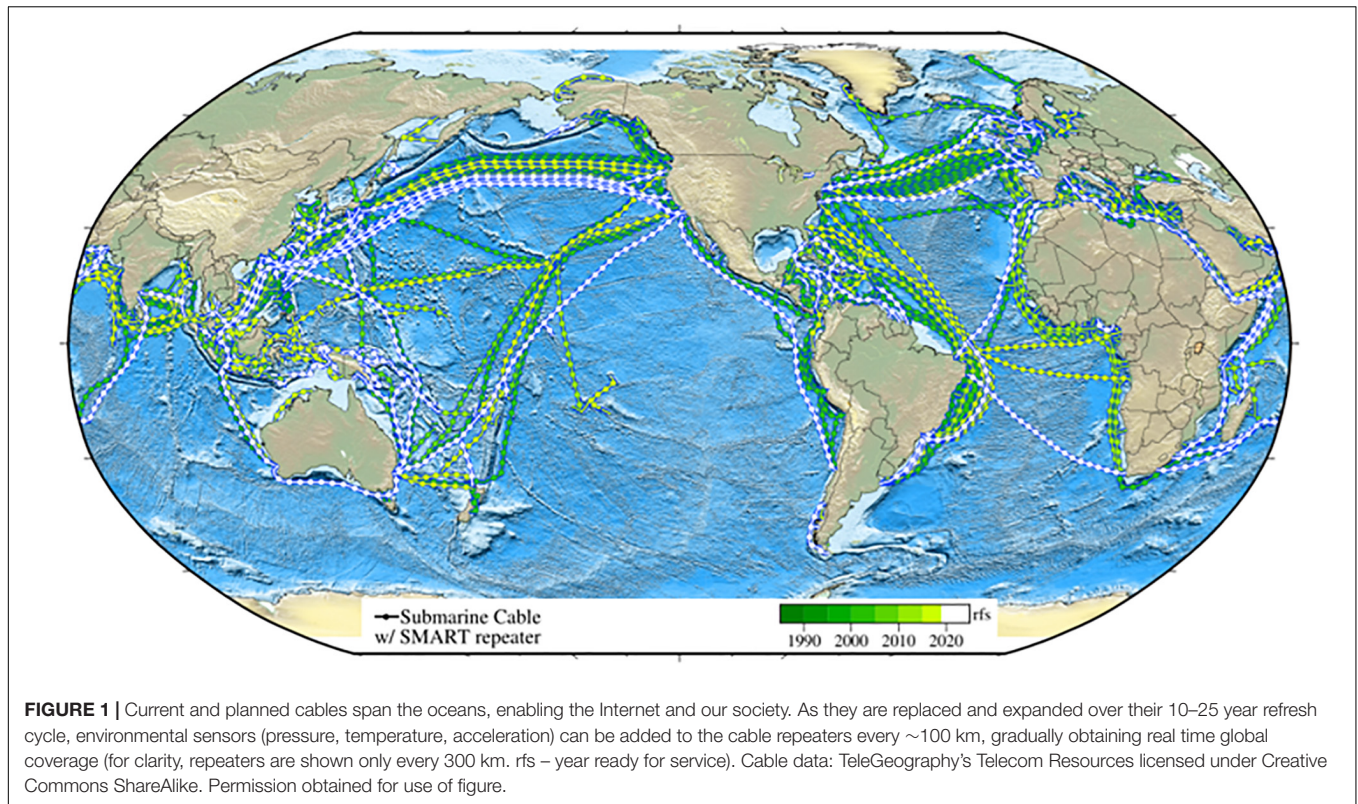 Submarine Cable
w/ SMART repeater
rfs
1990 2000 2010 2020
FIGURE 1 | Current and planned cables span the oceans, enabling the Internet and our society. As they are replaced and expanded over their 10–25 year refresh
cycle, environmental sensors (pressure, temperature, acceleration) can be added to the cable repeaters every ∼100 km, gradually obtaining real time global
coverage (for clarity, repeaters are shown only every 300 km. rfs – year ready for service). Cable data: TeleGeography's Telecom Resources licensed under Creative
Commons ShareAlike. Permission obtained for use of figure.